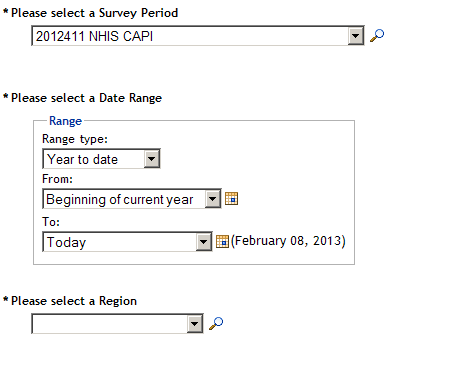 * Please select a Survey Period
2012411 NHIS CAPI
* Please select a Date Range
Range
Range type:
Year to date
From:
Beginning of current year
To:
Today (February 08, 2013)
* Please select a Region